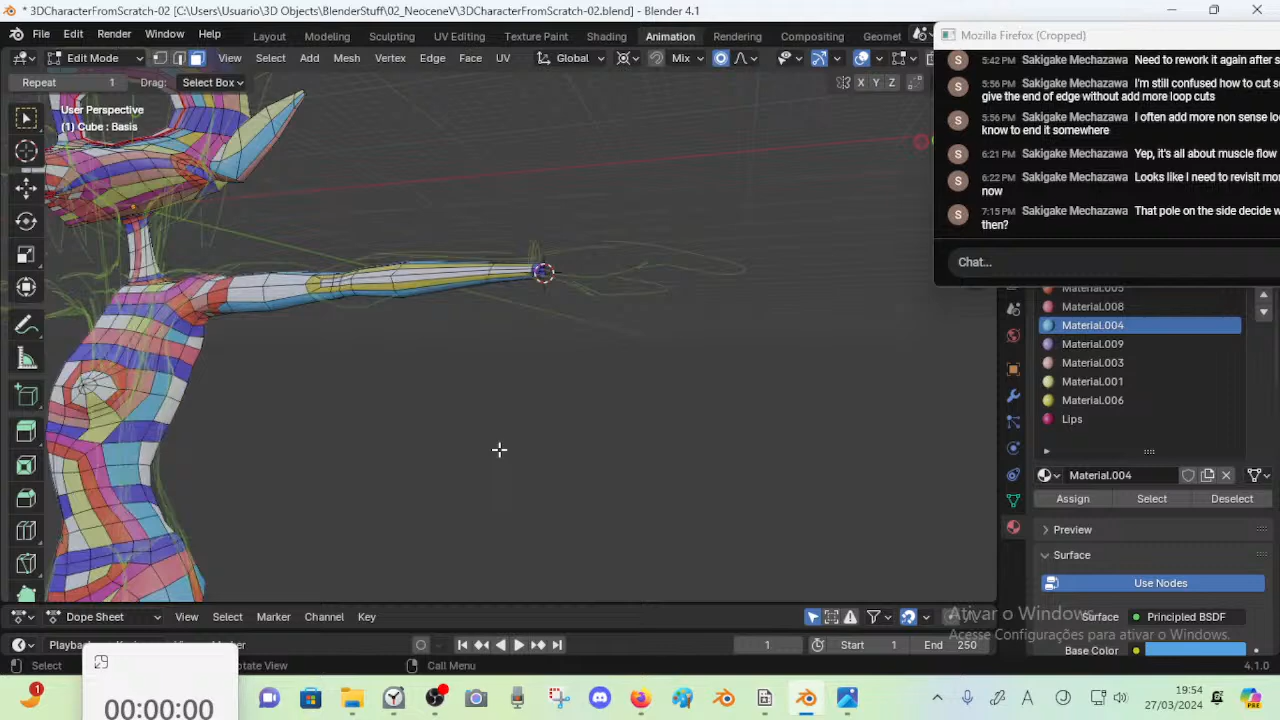 * 3DCharacterFromScratch-02 [C:\Users\Usuario\3D Objects\BlenderStuff\02_NeoceneV\3DCharacterFromScratch-02.blend] - Blender 4.1
File Edit Render Window Help Layout Modeling Sculpting UV Editing Texture Paint Shading Animation Rendering Compositing Geomet
Mozilla Firefox (Cropped)
Edit Mode View Select Add Mesh Vertex Edge Face UV Global Mix
Repeat 1 Drag: Select Box X Y Z
User Perspective
(1) Cube : Basis
5:42 PM Sakigake Mechazawa Need to rework it again after s
5:56 PM Sakigake Mechazawa I'm still confused how to cut s
give the end of edge without add more loop cuts
5:56 PM Sakigake Mechazawa I often add more non sense lo
know to end it somewhere
6:21 PM Sakigake Mechazawa Yep, it's all about muscle flow
6:22 PM Sakigake Mechazawa Looks like I need to revisit mor
now
7:15 PM Sakigake Mechazawa That pole on the side decide w
then?
Chat...
Material.005
Material.008
Material.004
Material.009
Material.003
Material.001
Material.006
Lips
Material.004
Assign Select Deselect
Preview
Surface
Use Nodes
Surface Principled BSDF
Base Color
Ativar o Windows
Acesse Configurações para ativar o Windows.
Dope Sheet View Select Marker Channel Key
Playba 1 Start 1 End 250
Select otate View Call Menu 4.1.0
00:00:00
1
19:54
27/03/2024
PRE